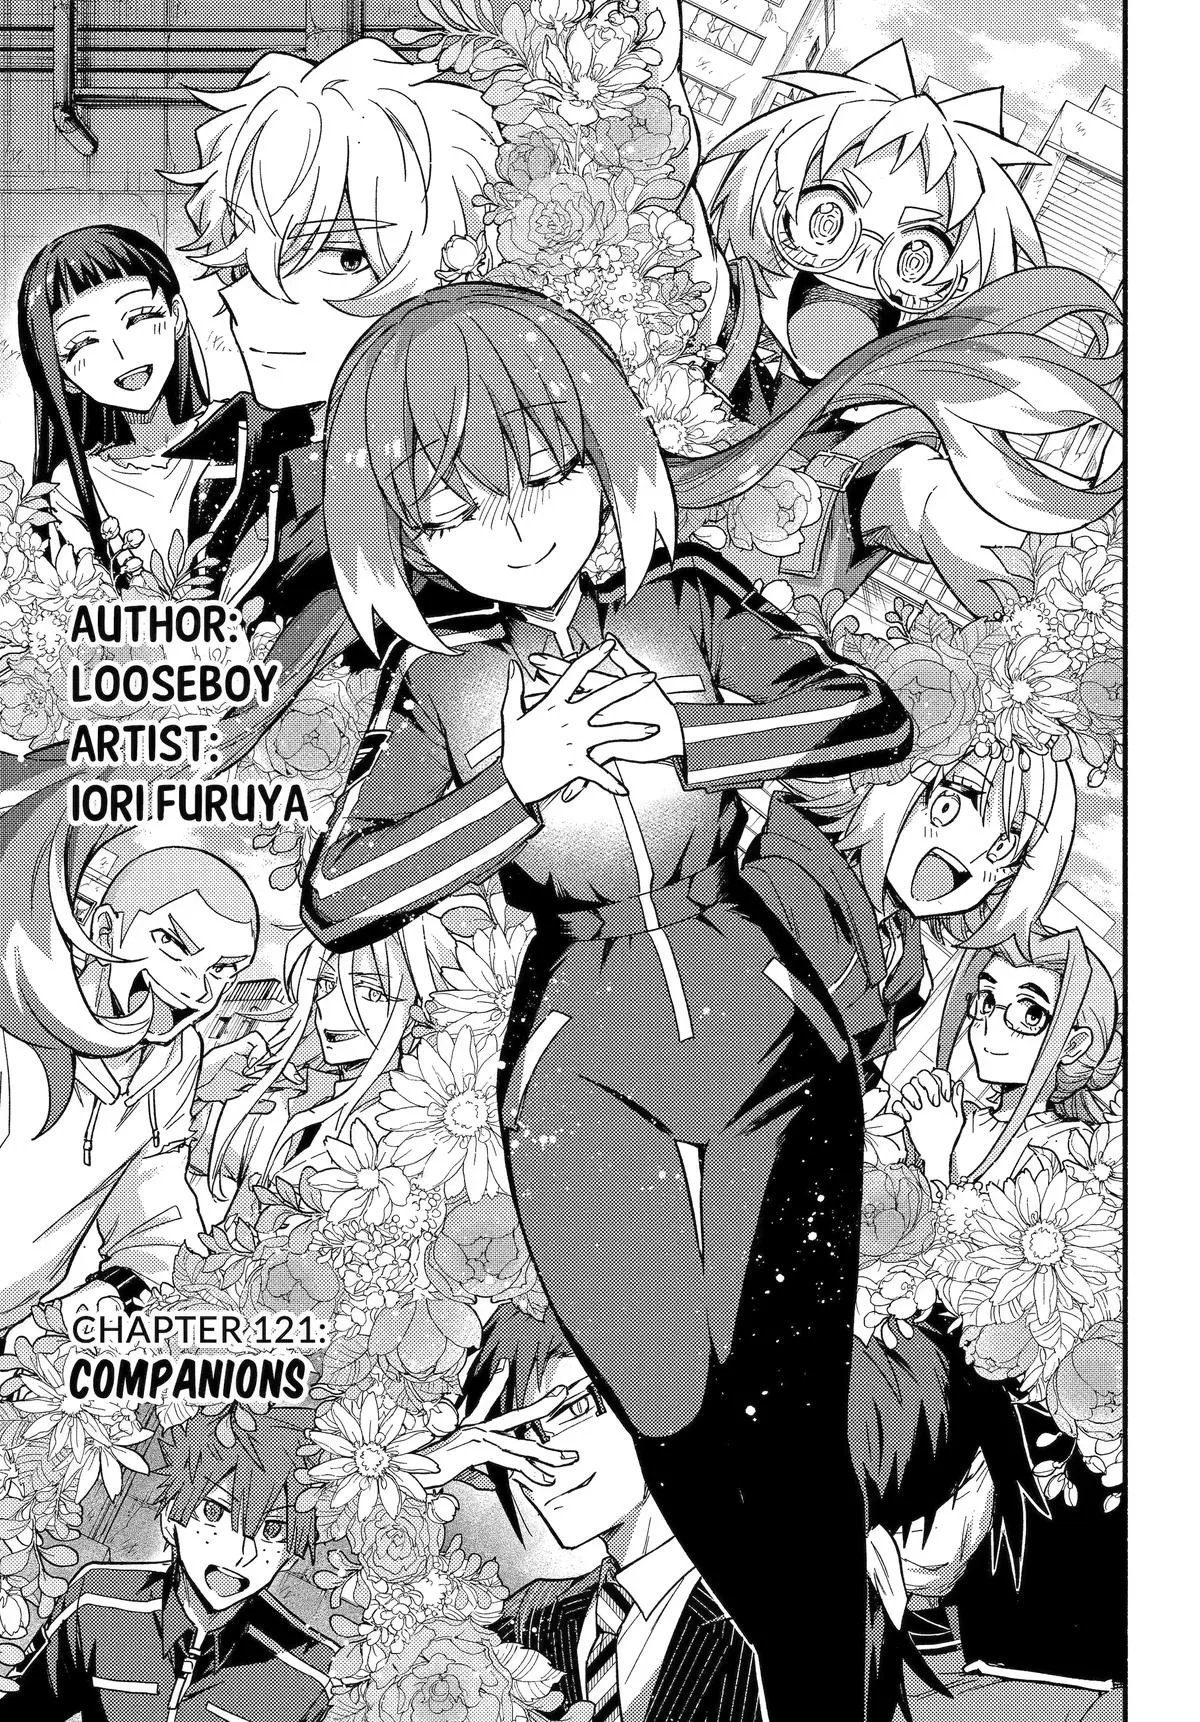 AUTHOR:
LOOSEBOY
ARTIST:
IORI FURUYA
CHAPTER 121:
COMPANIONS